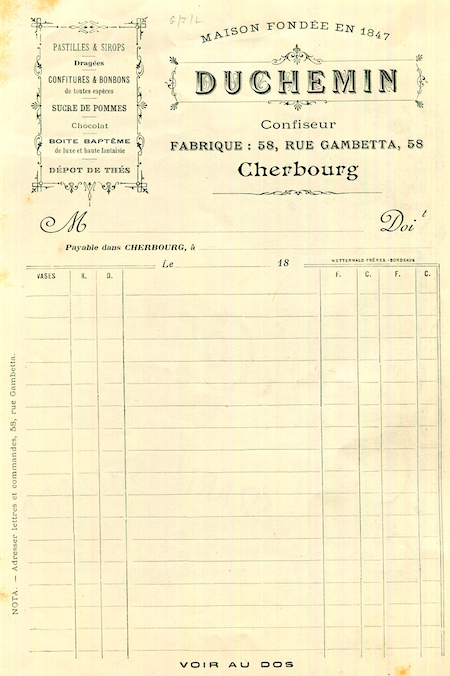 PASTILLES & SIROPS
Dragées
CONFITURES & BONBONS
de toutes espèces
SUCRE DE POMMES
Chocolat
BOITE BAPTÊME
de luxe et haute fantaisie
DÉPOT DE THÉS
MAISON FONDÉE EN 1847
DUCHEMIN
Confiseur
FABRIQUE : 58, RUE GAMBETTA, 58
Cherbourg
M Doit
Payable dans CHERBOURG, à
Le 18
WETTERWALD FRÈRES - BORDEAUX
VASES K. D. F. C. F. C.
NOTA. — Adresser lettres et commandes, 58, rue Gambetta.
VOIR AU DOS